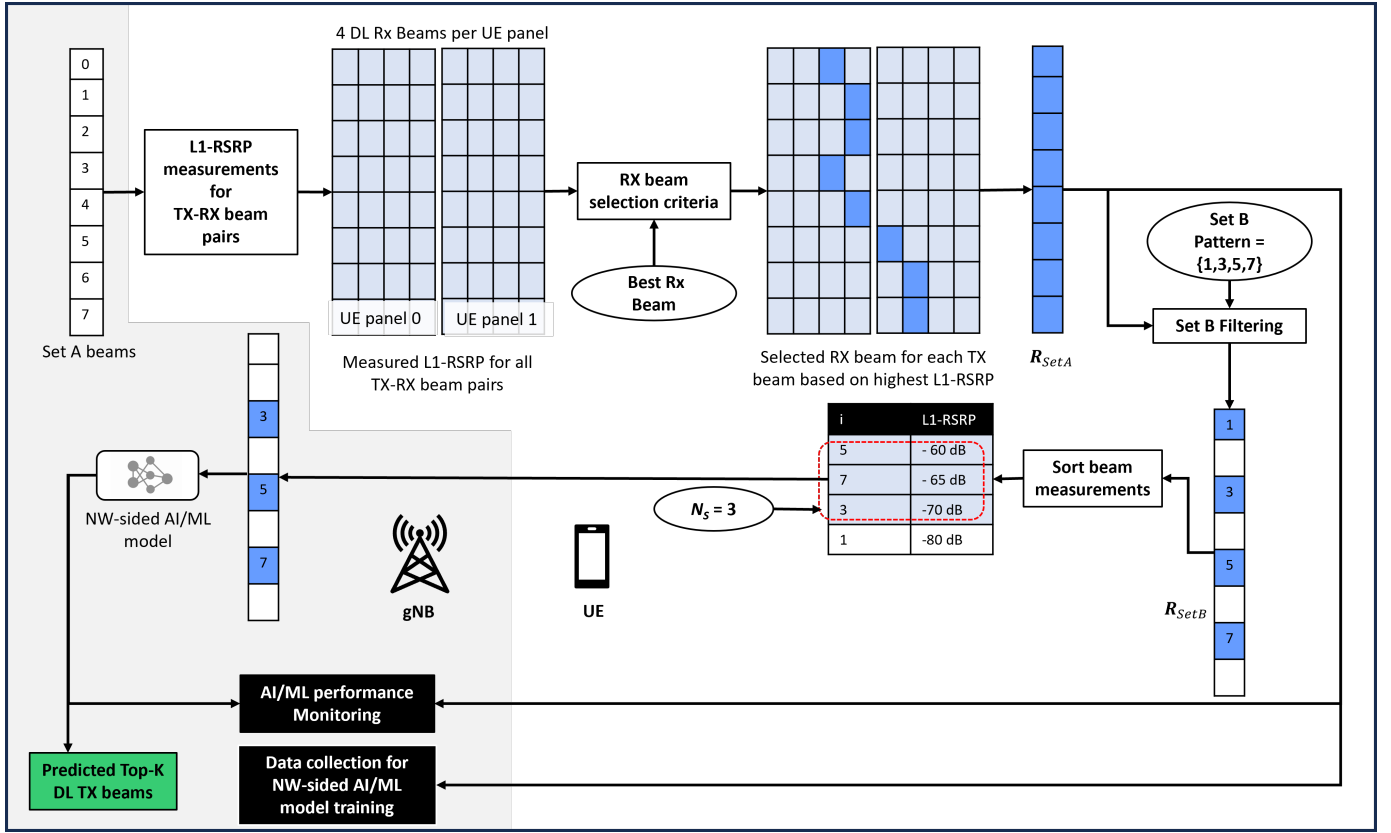 4 DL Rx Beams per UE panel
0
1
2
3
4
5
6
7
Set A beams
L1-RSRP
measurements
for
TX-RX beam
pairs
UE panel 0
UE panel 1
Measured L1-RSRP for all
TX-RX beam pairs
RX beam
selection criteria
Best Rx
Beam
Selected RX beam for each TX
beam based on highest L1-RSRP
R_SetA
Set B
Pattern =
{1,3,5,7}
Set B Filtering
1
3
5
7
R_SetB
Sort beam
measurements
i L1-RSRP
5 - 60 dB
7 - 65 dB
3 -70 dB
1 -80 dB
N_S = 3
3
5
7
NW-sided AI/ML
model
gNB
UE
AI/ML performance
Monitoring
Data collection for
NW-sided AI/ML
model training
Predicted Top-K
DL TX beams